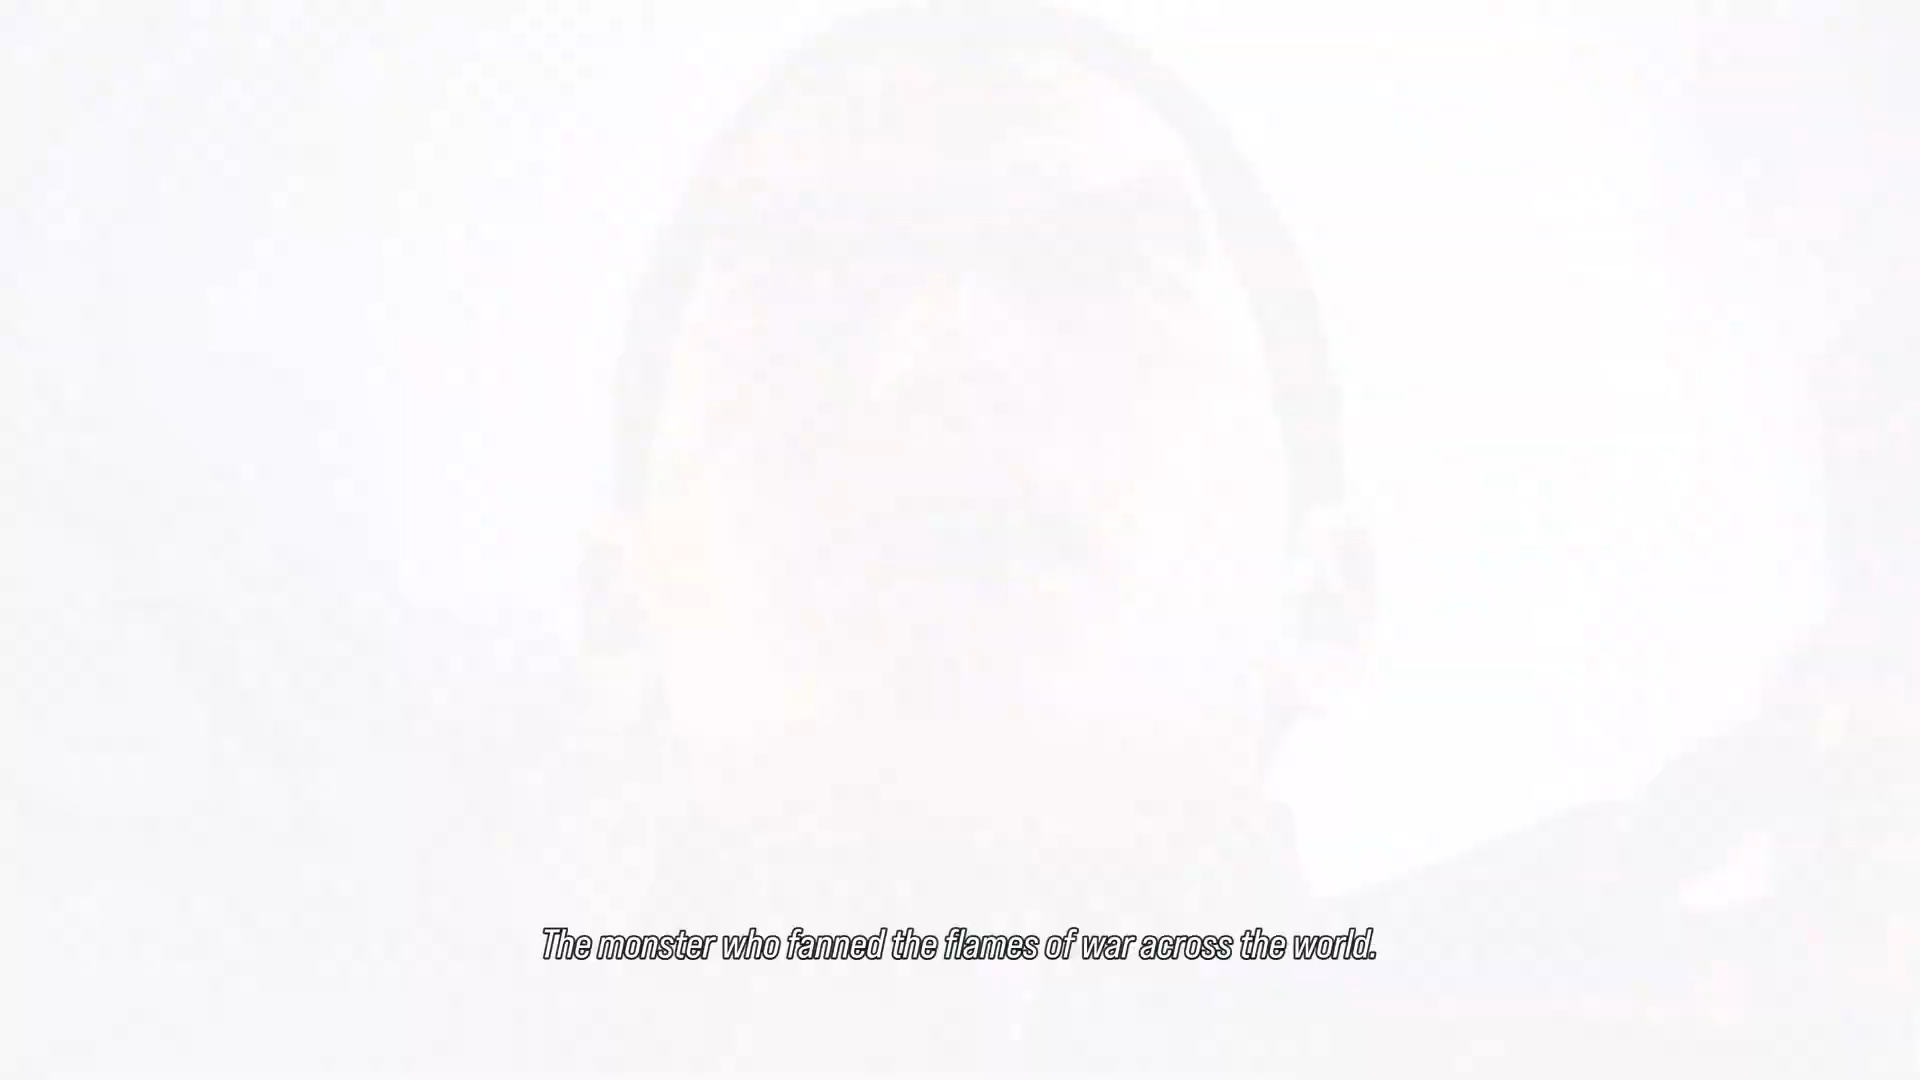 The monster who fanned the flames of war across the world.